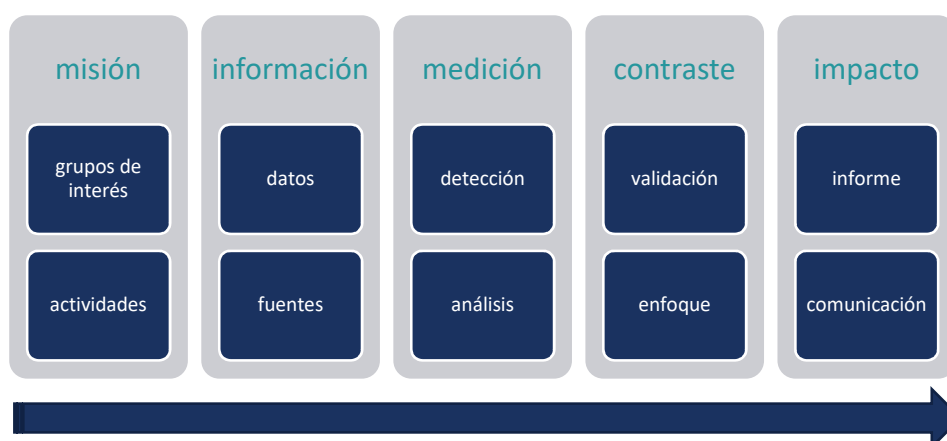 misión
grupos de
interés
actividades
información
datos
fuentes
medición
detección
análisis
contraste
validación
enfoque
impacto
informe
comunicación